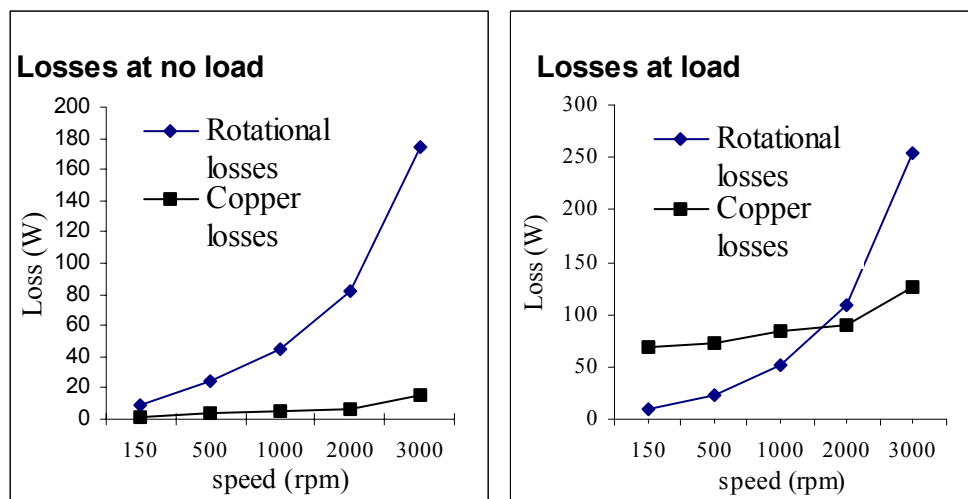 Losses at no load
200
180
160
140
120
100
80
60
40
20
0
Loss (W)
Rotational
losses
Copper
losses
150 500 1000 2000 3000
speed (rpm)
Losses at load
300
250
200
150
100
50
0
Loss (W)
Rotational
losses
Copper
losses
150 500 1000 2000 3000
speed (rpm)